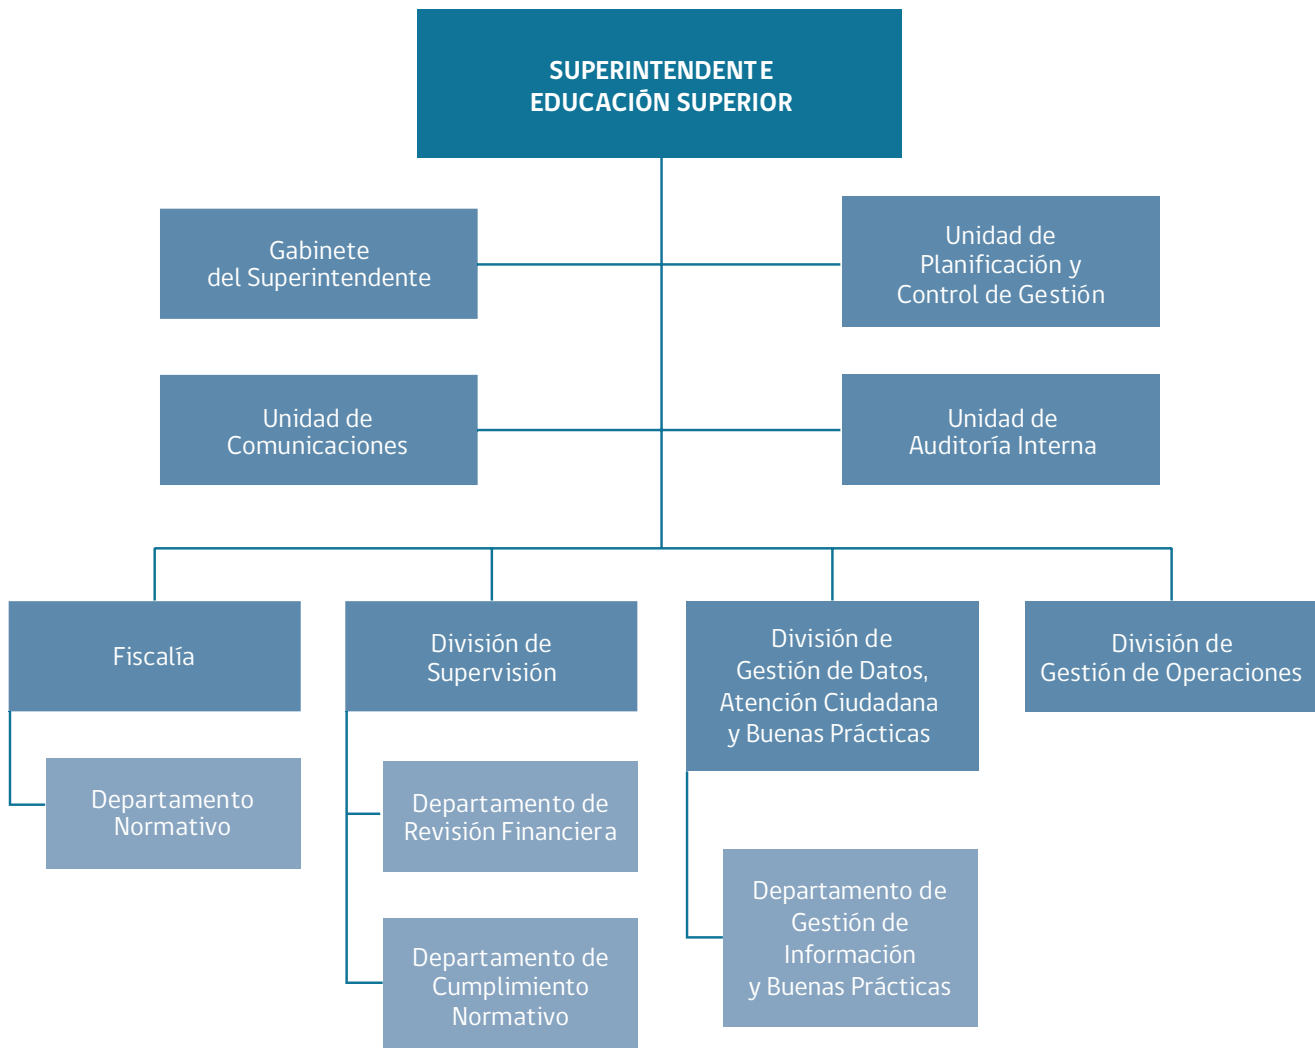 SUPERINTENDENTE
EDUCACIÓN SUPERIOR
Gabinete
del Superintendente
Unidad de
Planificación y
Control de Gestión
Unidad de
Comunicaciones
Unidad de
Auditoría Interna
Fiscalía
División de
Supervisión
División de
Gestión de Datos,
Atención Ciudadana
y Buenas Prácticas
División de
Gestión de Operaciones
Departamento
Normativo
Departamento de
Revisión Financiera
Departamento de
Cumplimiento
Normativo
Departamento de
Gestión de
Información
y Buenas Prácticas